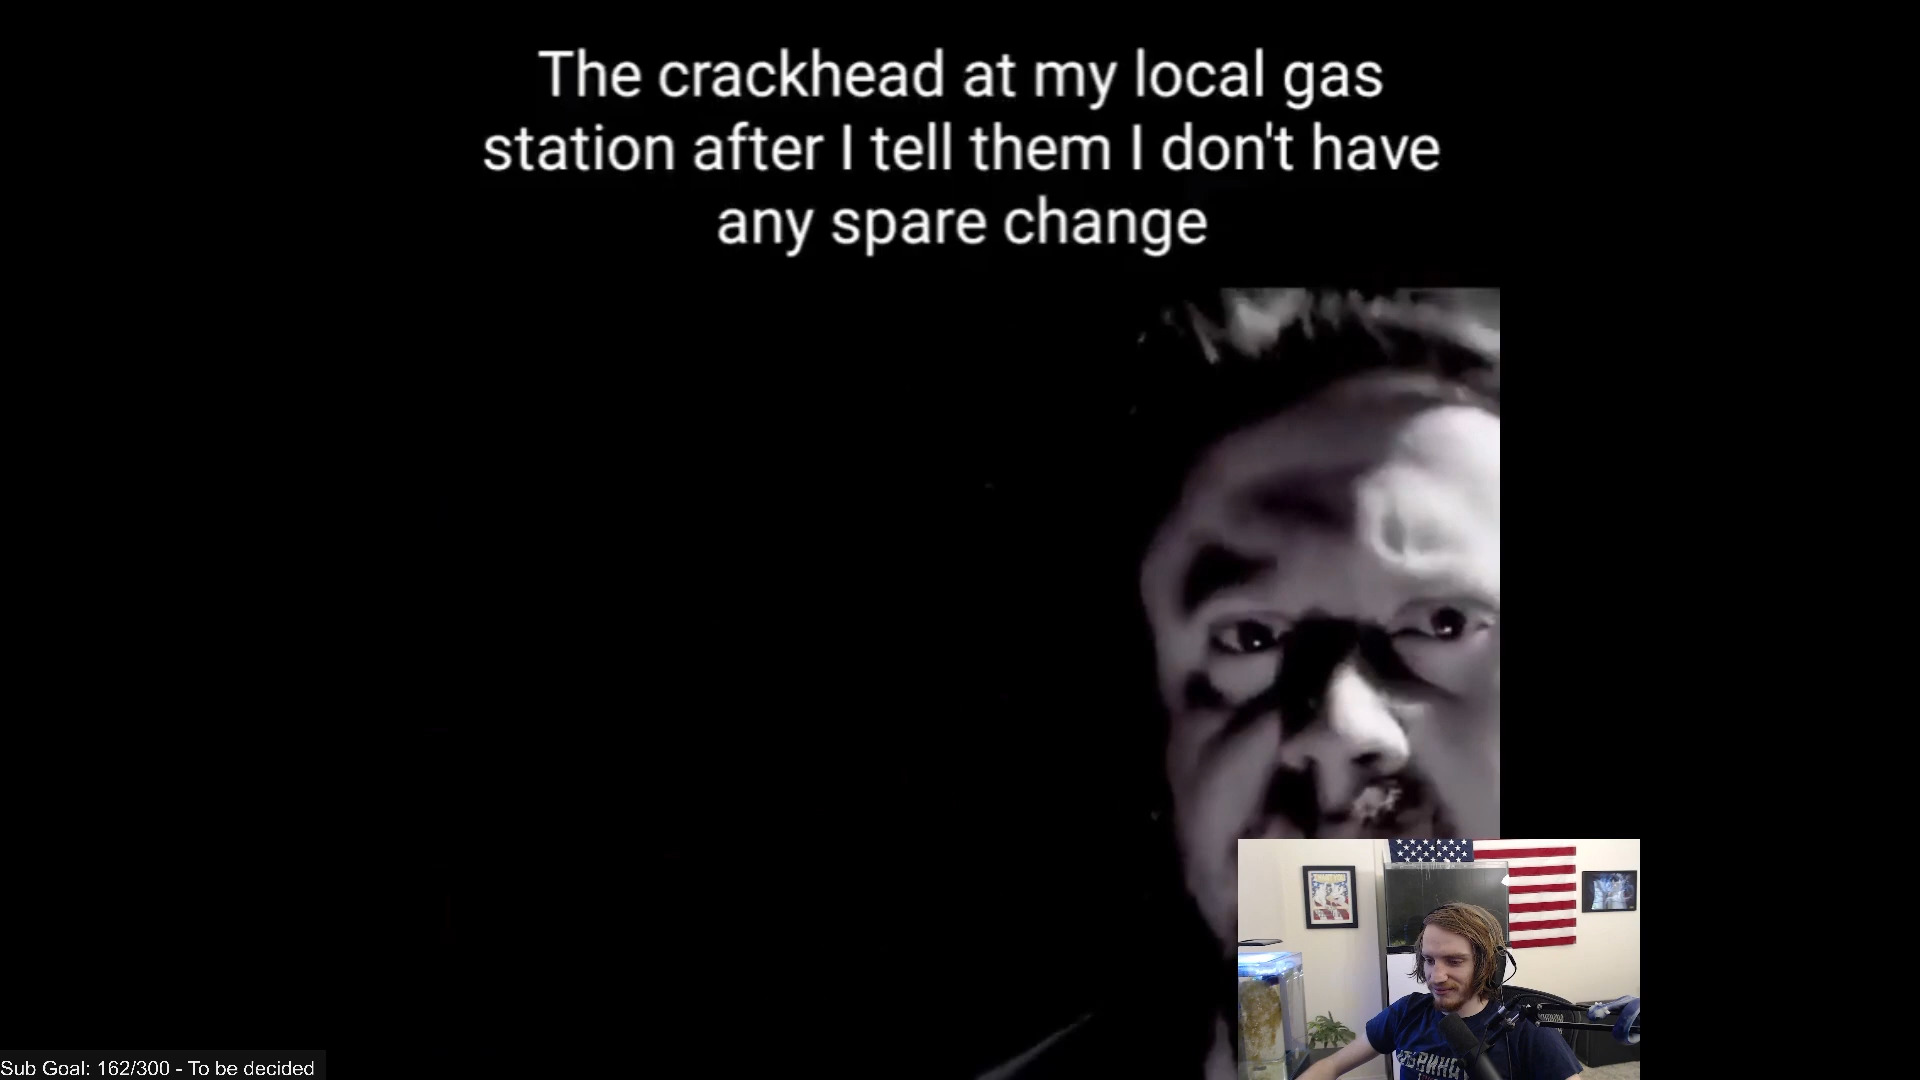 The crackhead at my local gas
station after I tell them I don't have
any spare change
Sub Goal: 162/300 - To be decided